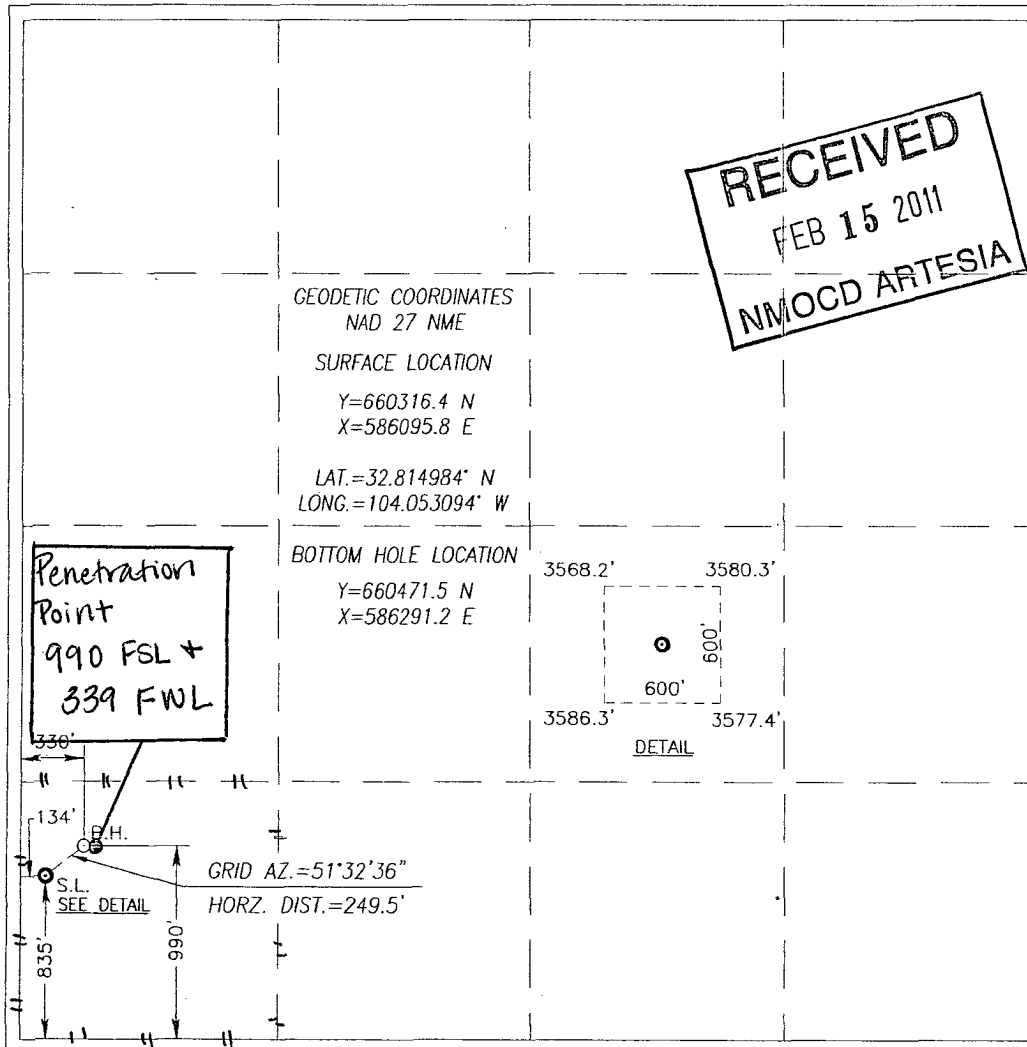 RECEIVED
FEB 15 2011
NMOCD ARTESIA
GEODETIC COORDINATES
NAD 27 NME
SURFACE LOCATION
Y=660316.4 N
X=586095.8 E
LAT.=32.814984° N
LONG.=104.053094° W
BOTTOM HOLE LOCATION
Y=660471.5 N
X=586291.2 E
Penetration
Point
990 FSL +
339 FWL
3568.2'
3580.3'
600'
600'
3586.3'
3577.4'
DETAIL
330'
134'
B.H.
S.L.
SEE DETAIL
GRID AZ.=51°32'36"
HORZ. DIST.=249.5'
835'
990'